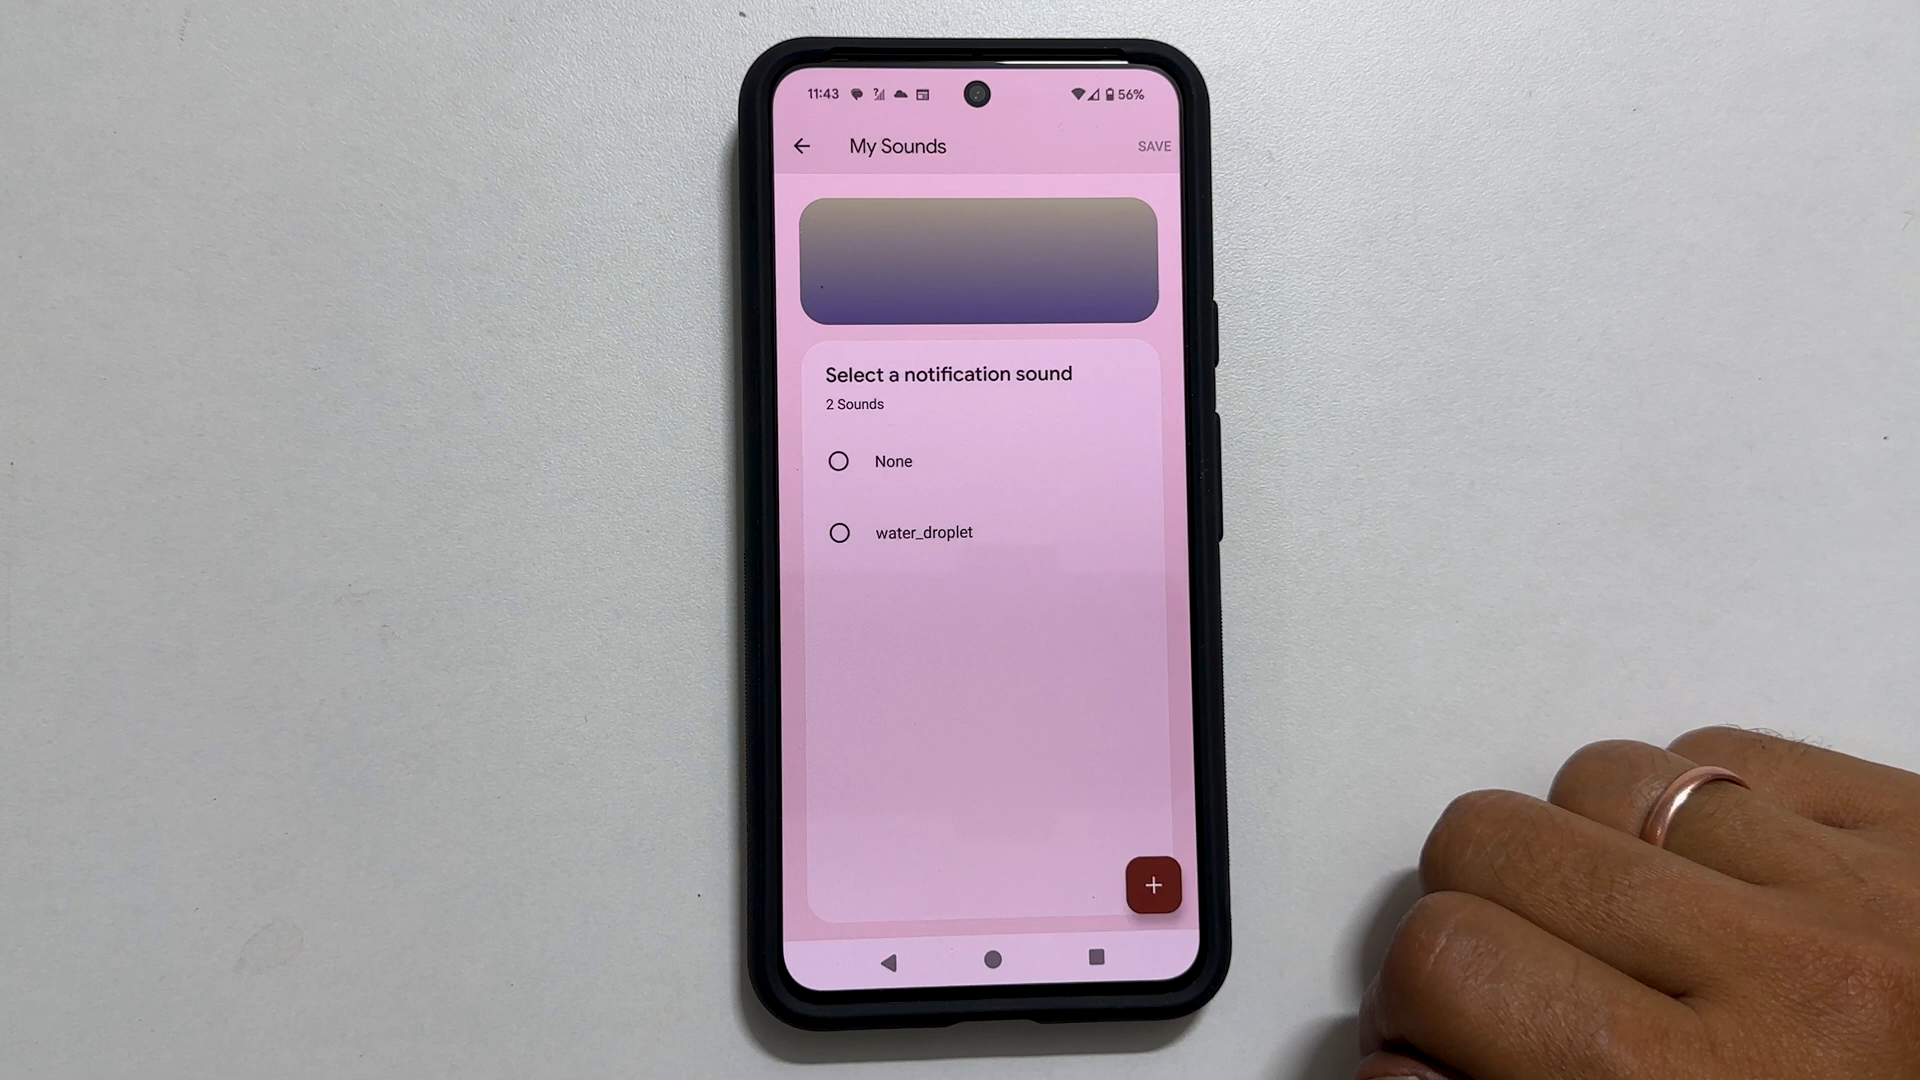 11:43 56%
My Sounds SAVE
Select a notification sound
2 Sounds
None
water_droplet